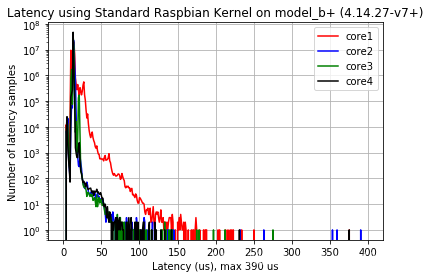 Latency using Standard Raspbian Kernel on model_b+ (4.14.27-v7+)
Number of latency samples
10⁸
10⁷
10⁶
10⁵
10⁴
10³
10²
10¹
10⁰
core1
core2
core3
core4
0 50 100 150 200 250 300 350 400
Latency (us), max 390 us